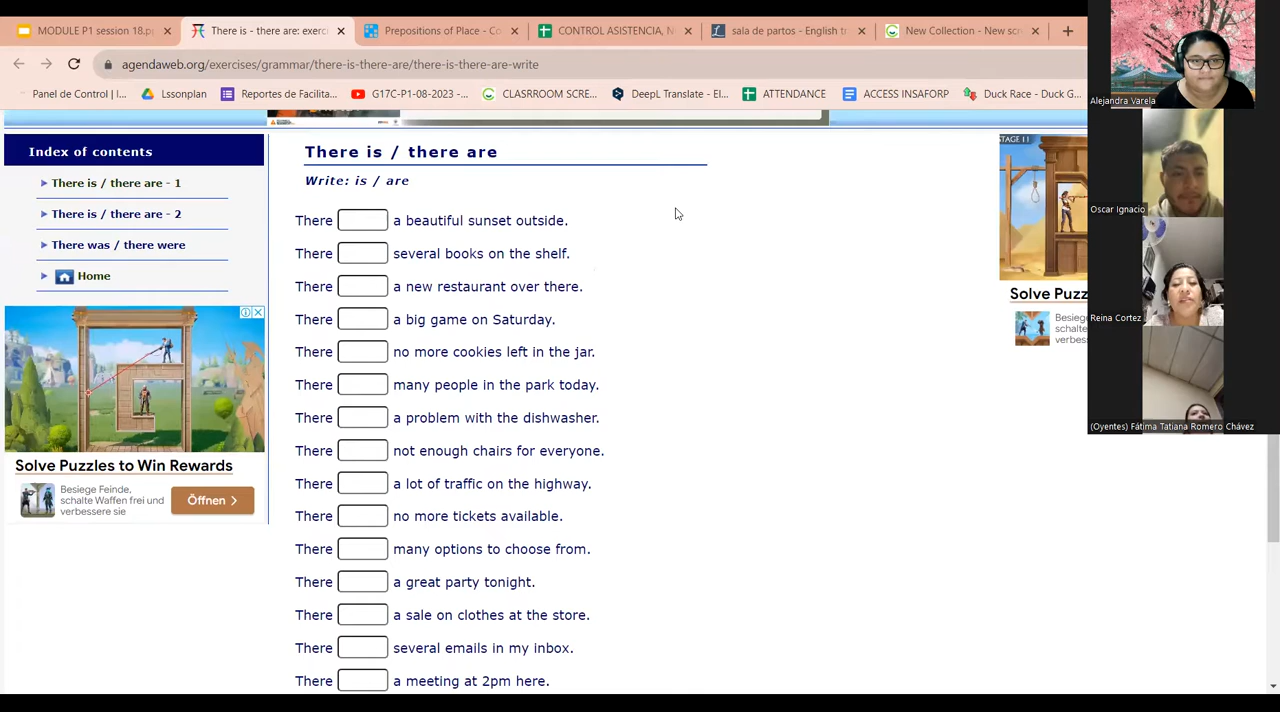 MODULE P1 session 18.p
There is - there are: exerci
Prepositions of Place - Co
CONTROL ASISTENCIA, N
sala de partos - English t
New Collection - New scr
agendaweb.org/exercises/grammar/there-is-there-are/there-is-there-are-write
Panel de Control | I...
Lssonplan
Reportes de Facilita...
G17C-P1-08-2023 -...
CLASSROOM SCRE...
DeepL Translate - El...
ATTENDANCE
ACCESS INSAFORP
Duck Race - Duck G...
Alejandra Varela
Oscar Ignacio
Reina Cortez
(Oyentes) Fátima Tatiana Romero Chávez
Index of contents
There is / there are - 1
There is / there are - 2
There was / there were
Home
Solve Puzzles to Win Rewards
Besiege Feinde,
schalte Waffen frei und
verbessere sie
Öffnen >
There is / there are
Write: is / are
There a beautiful sunset outside.
There several books on the shelf.
There a new restaurant over there.
There a big game on Saturday.
There no more cookies left in the jar.
There many people in the park today.
There a problem with the dishwasher.
There not enough chairs for everyone.
There a lot of traffic on the highway.
There no more tickets available.
There many options to choose from.
There a great party tonight.
There a sale on clothes at the store.
There several emails in my inbox.
There a meeting at 2pm here.
STAGE 11
Solve Puzz
Besiege
schalte
verbesse